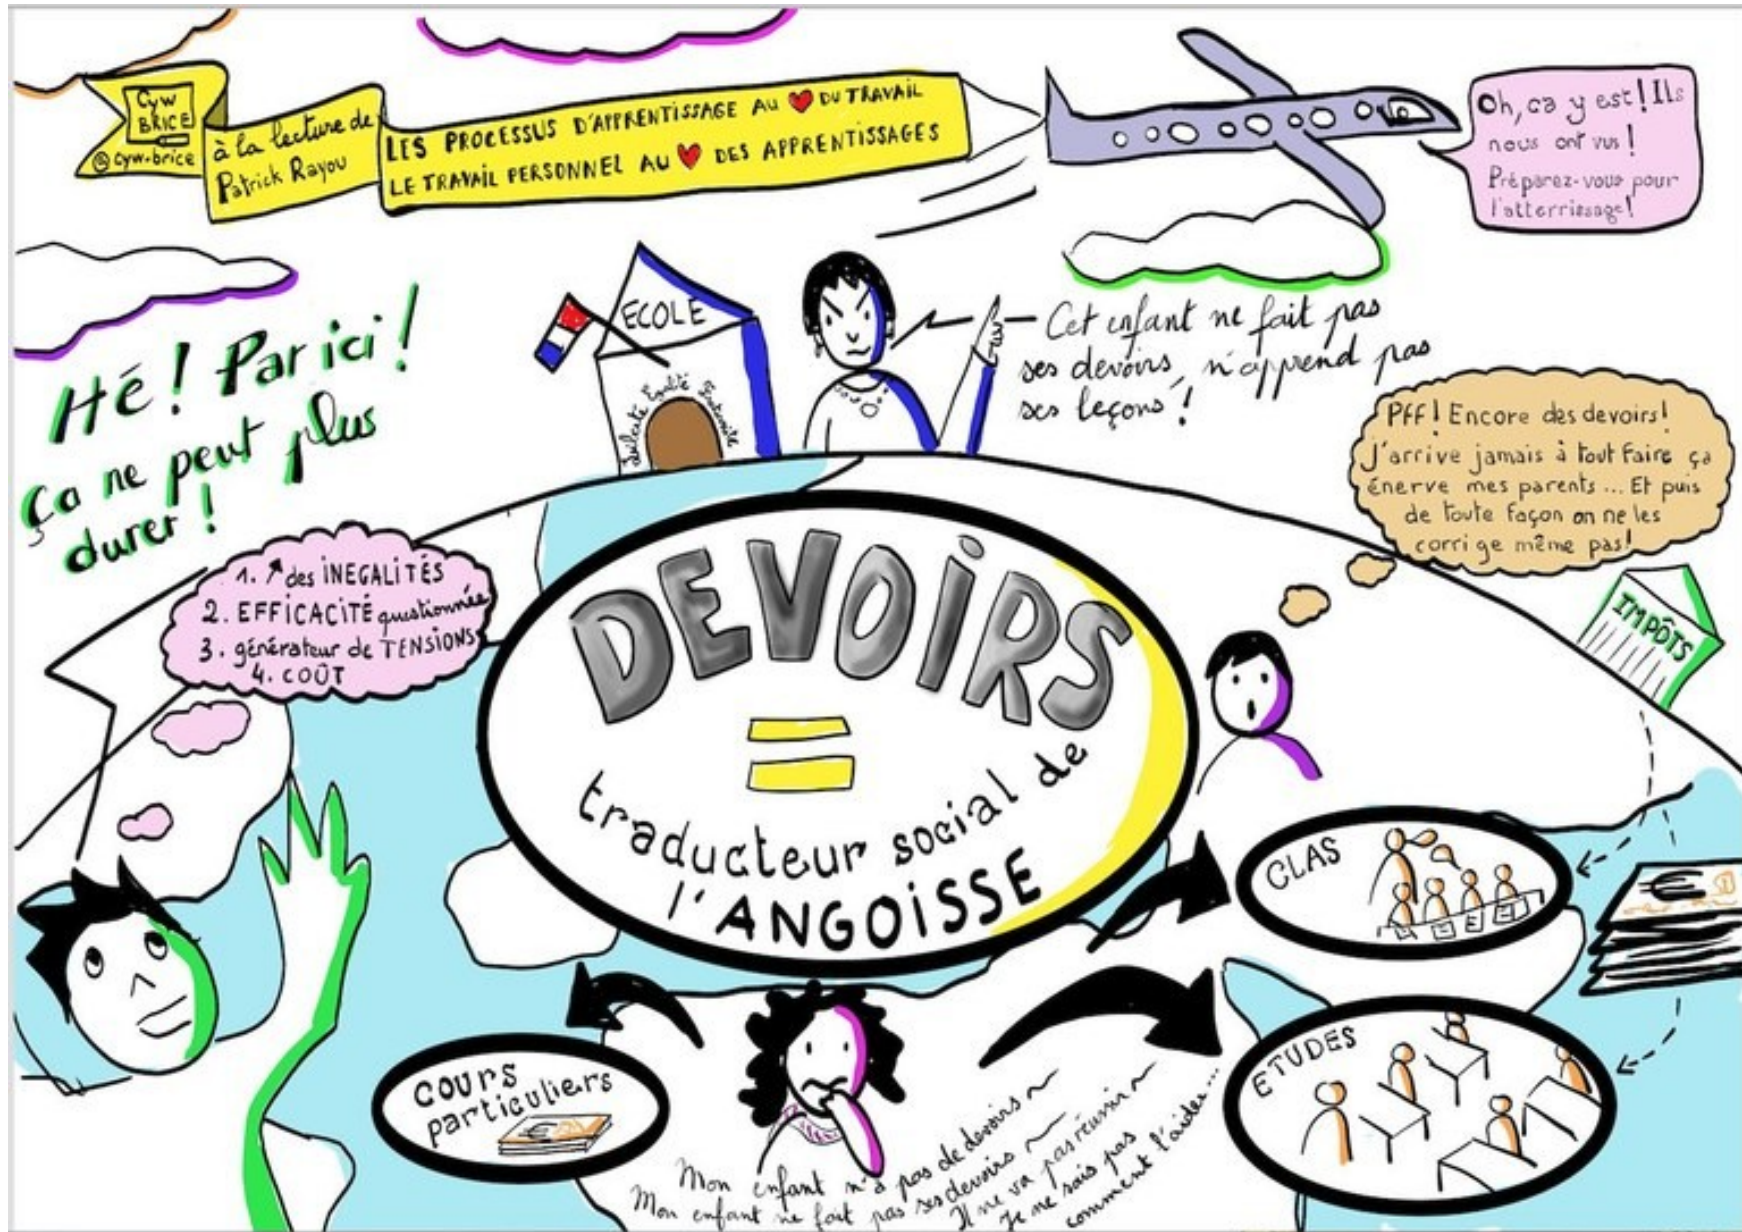 Cyw
BRICE
@cyw-brice
à la lecture de
Patrick Rayou
LES PROCESSUS D'APPRENTISSAGE AU DU TRAVAIL
LE TRAVAIL PERSONNEL AU DES APPRENTISSAGES
Oh, ca y est! Ils
nous ont vus!
Préparez-vous pour
l'atterrissage!
Hé! Par ici!
ça ne peut plus
durer!
ECOLE
Egalité
Cet enfant ne fait pas
ses devoirs, n'apprend pas
ses leçons!
Pff! Encore des devoirs!
J'arrive jamais à tout faire ça
énerve mes parents... Et puis
de toute façon on ne les
corrige même pas!
1. ↗ des INEGALITÉS
2. EFFICACITÉ questionnée
3. générateur de TENSIONS
4. COÛT
IMPÔTS
DEVOIRS
=
traducteur social de
l'ANGOISSE
CLAS
€
COURS
particuliers
€
ETUDES
Mon enfant n'a pas de devoirs ~
Mon enfant ne fait pas ses devoirs ~
Il ne va pas réussir ~
Je ne sais pas
comment l'aider...